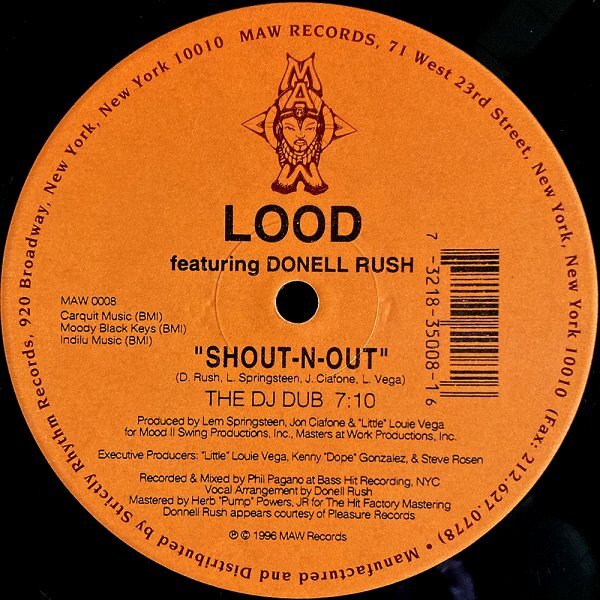 MAW RECORDS, 71 West 23rd Street, New York, New York 10010 (Fax: 212.627.0778) • Manufactured and Distributed by Strictly Rhythm Records, 920 Broadway, New York, New York 10010
MAW
LOOD
featuring DONELL RUSH
7 -3218-35008-1 6
MAW 0008
Carquit Music (BMI)
Moody Black Keys (BMI)
Indilu Music (BMI)
"SHOUT-N-OUT"
(D. Rush, L. Springsteen, J. Ciafone, L. Vega)
THE DJ DUB 7:10
Produced by Lem Springsteen, Jon Ciafone & "Little" Louie Vega
for Mood II Swing Productions, Inc., Masters at Work Productions, Inc.
Executive Producers: "Little" Louie Vega, Kenny "Dope" Gonzalez, & Steve Rosen
Recorded & Mixed by Phil Pagano at Bass Hit Recording, NYC
Vocal Arrangement by Donell Rush
Mastered by Herb "Pump" Powers, JR for The Hit Factory Mastering
Donnell Rush appears courtesy of Pleasure Records
℗ © 1996 MAW Records